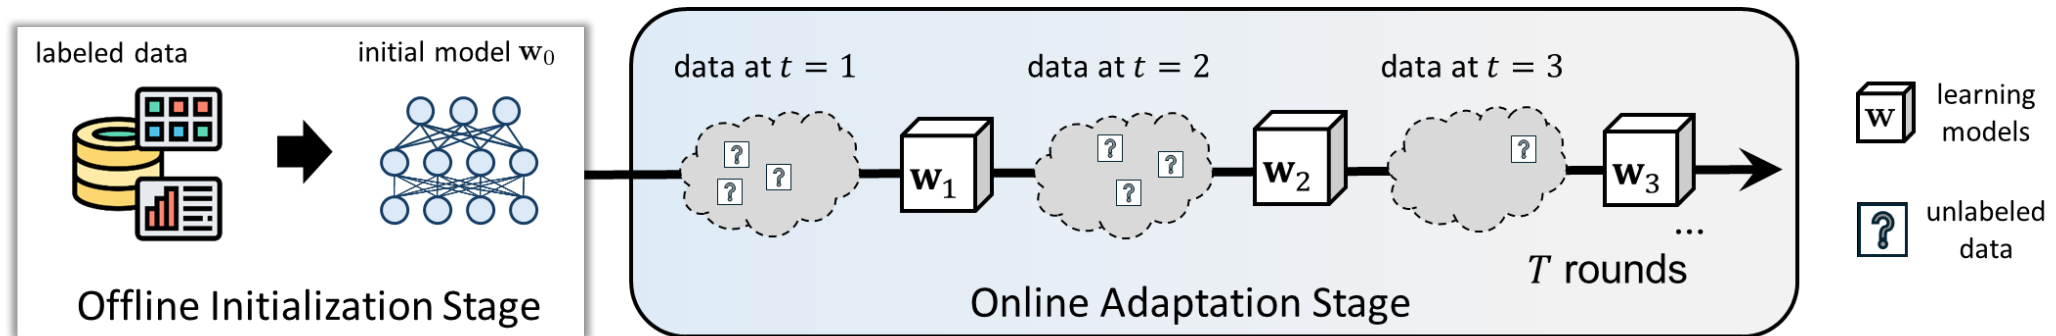 labeled data
initial model w₀
Offline Initialization Stage
data at t = 1
data at t = 2
data at t = 3
?
?
?
w₁
?
?
?
w₂
?
w₃
...
T rounds
Online Adaptation Stage
w
learning
models
?
unlabeled
data